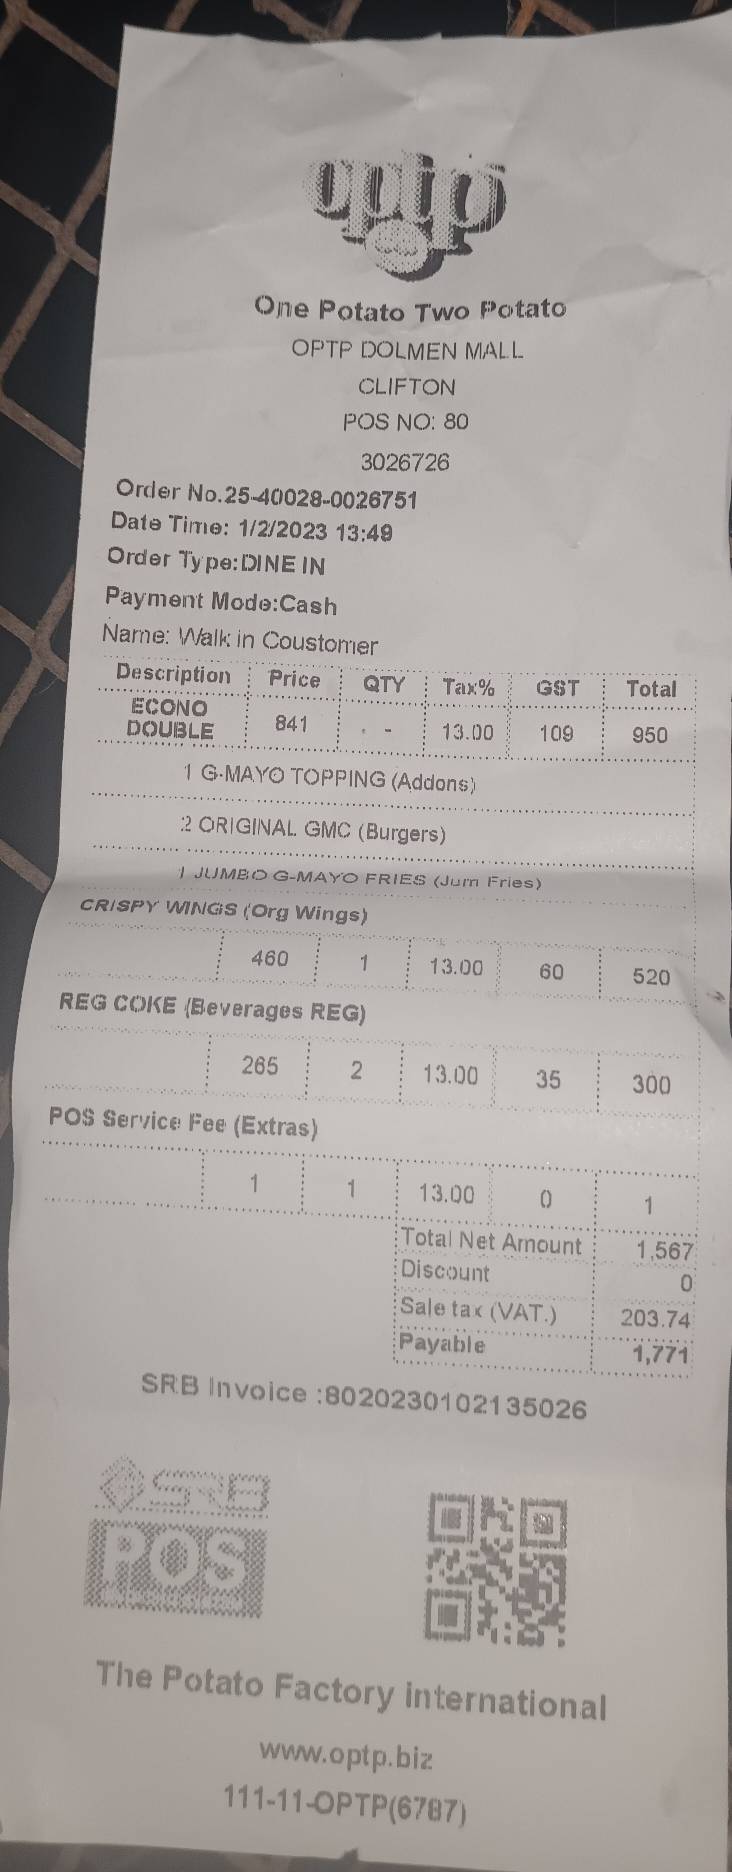 optp
One Potato Two Potato
OPTP DOLMEN MALL
CLIFTON
POS NO: 80
3026726
Order No.25-40028-0026751
Date Time: 1/2/2023 13:49
Order Type:DINE IN
Payment Mode:Cash
Name: Walk in Coustomer
Description Price QTY Tax% GST Total
ECONO
DOUBLE 841 - 13.00 109 950
1 G-MAYO TOPPING (Addons)
2 ORIGINAL GMC (Burgers)
1 JUMBO G-MAYO FRIES (Jum Fries)
CRISPY WINGS (Org Wings)
460 1 13.00 60 520
REG COKE (Beverages REG)
265 2 13.00 35 300
POS Service Fee (Extras)
1 1 13.00 0 1
Total Net Amount 1,567
Discount 0
Sale tax (VAT.) 203.74
Payable 1,771
SRB Invoice :8020230102135026
SRB
POS
The Potato Factory international
www.optp.biz
111-11-OPTP(6787)